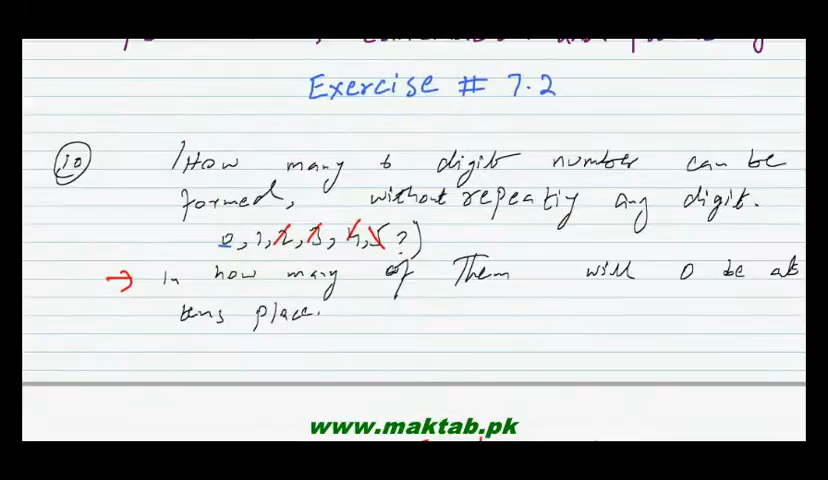 Exercise # 7.2
10 How many 6 digit number can be
formed, without repeatiy any digit.
0, 1, 2, 3, 4, 5 ?
→ In how many of Them will 0 be at
tens place.
www.maktab.pk